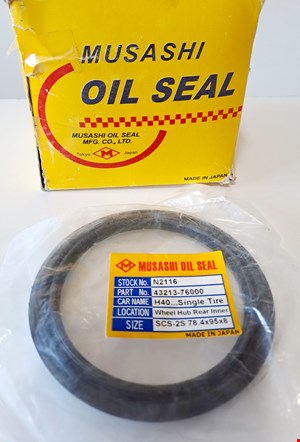 MUSASHI
OIL SEAL
MUSASHI OIL SEAL
MFG. CO., LTD.
Tokyo M Japan
MADE IN JAPAN
M MUSASHI OIL SEAL
STOCK No. N2116
PART No. 43213-76000
CAR NAME H40...Single Tire
LOCATION Wheel Hub Rear Inner
SIZE SCS-2S 78.4x95x8
MADE IN JAPAN